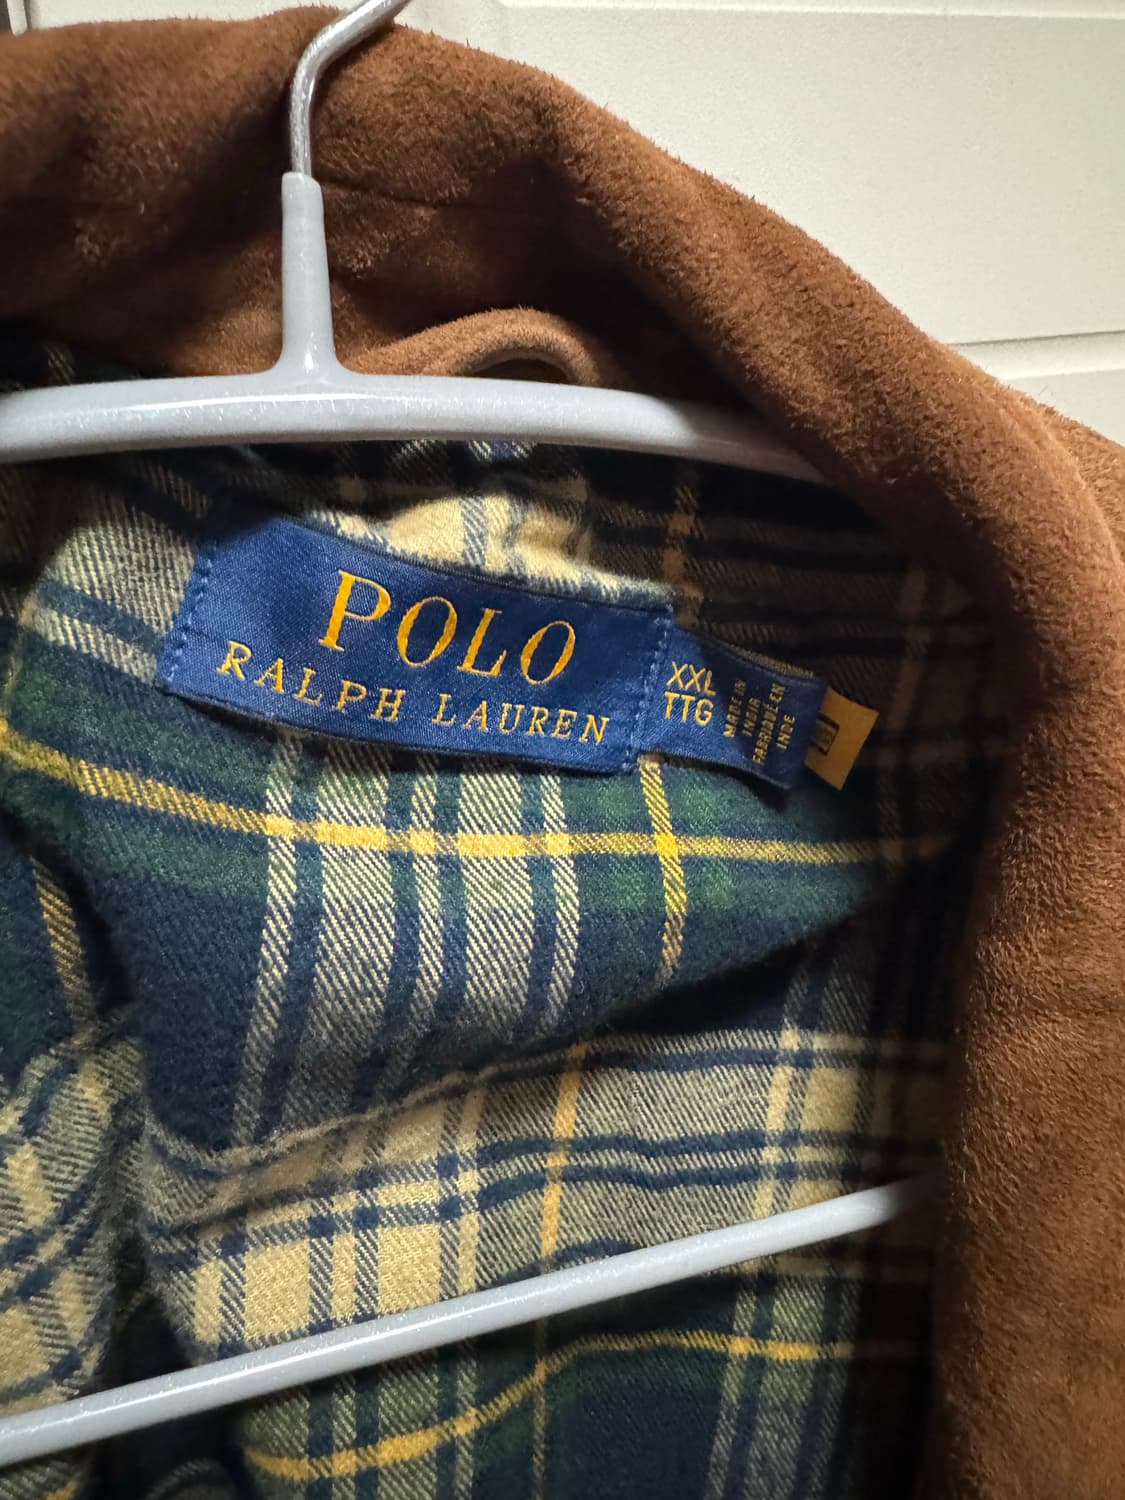 POLO
RALPH LAUREN
XXL
TTG
MADE IN
INDIA
FABRIQUÉ EN
INDE